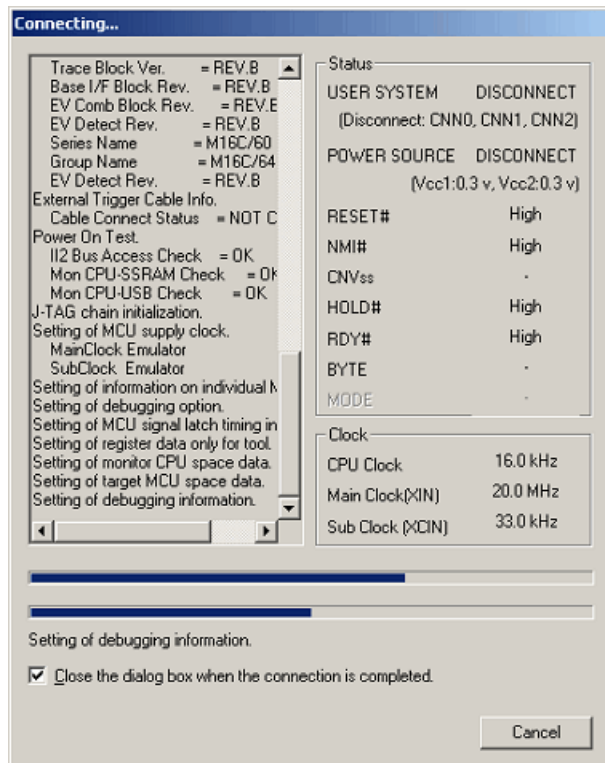 Connecting...
Trace Block Ver. = REV.B
Base I/F Block Rev. = REV.B
EV Comb Block Rev. = REV.B
EV Detect Rev. = REV.B
Series Name = M16C/60
Group Name = M16C/64
EV Detect Rev. = REV.B
External Trigger Cable Info.
Cable Connect Status = NOT C
Power On Test.
II2 Bus Access Check = OK
Mon CPU-SSRAM Check = OK
Mon CPU-USB Check = OK
J-TAG chain initialization.
Setting of MCU supply clock.
MainClock Emulator
SubClock Emulator
Setting of information on individual M
Setting of debugging option.
Setting of MCU signal latch timing in
Setting of register data only for tool.
Setting of monitor CPU space data.
Setting of target MCU space data.
Setting of debugging information.
Status
USER SYSTEM DISCONNECT
(Disconnect: CNN0, CNN1, CNN2)
POWER SOURCE DISCONNECT
(Vcc1:0.3 v, Vcc2:0.3 v)
RESET# High
NMI# High
CNVss -
HOLD# High
RDY# High
BYTE -
MODE -
Clock
CPU Clock 16.0 kHz
Main Clock(XIN) 20.0 MHz
Sub Clock (XCIN) 33.0 kHz
Setting of debugging information.
Close the dialog box when the connection is completed.
Cancel